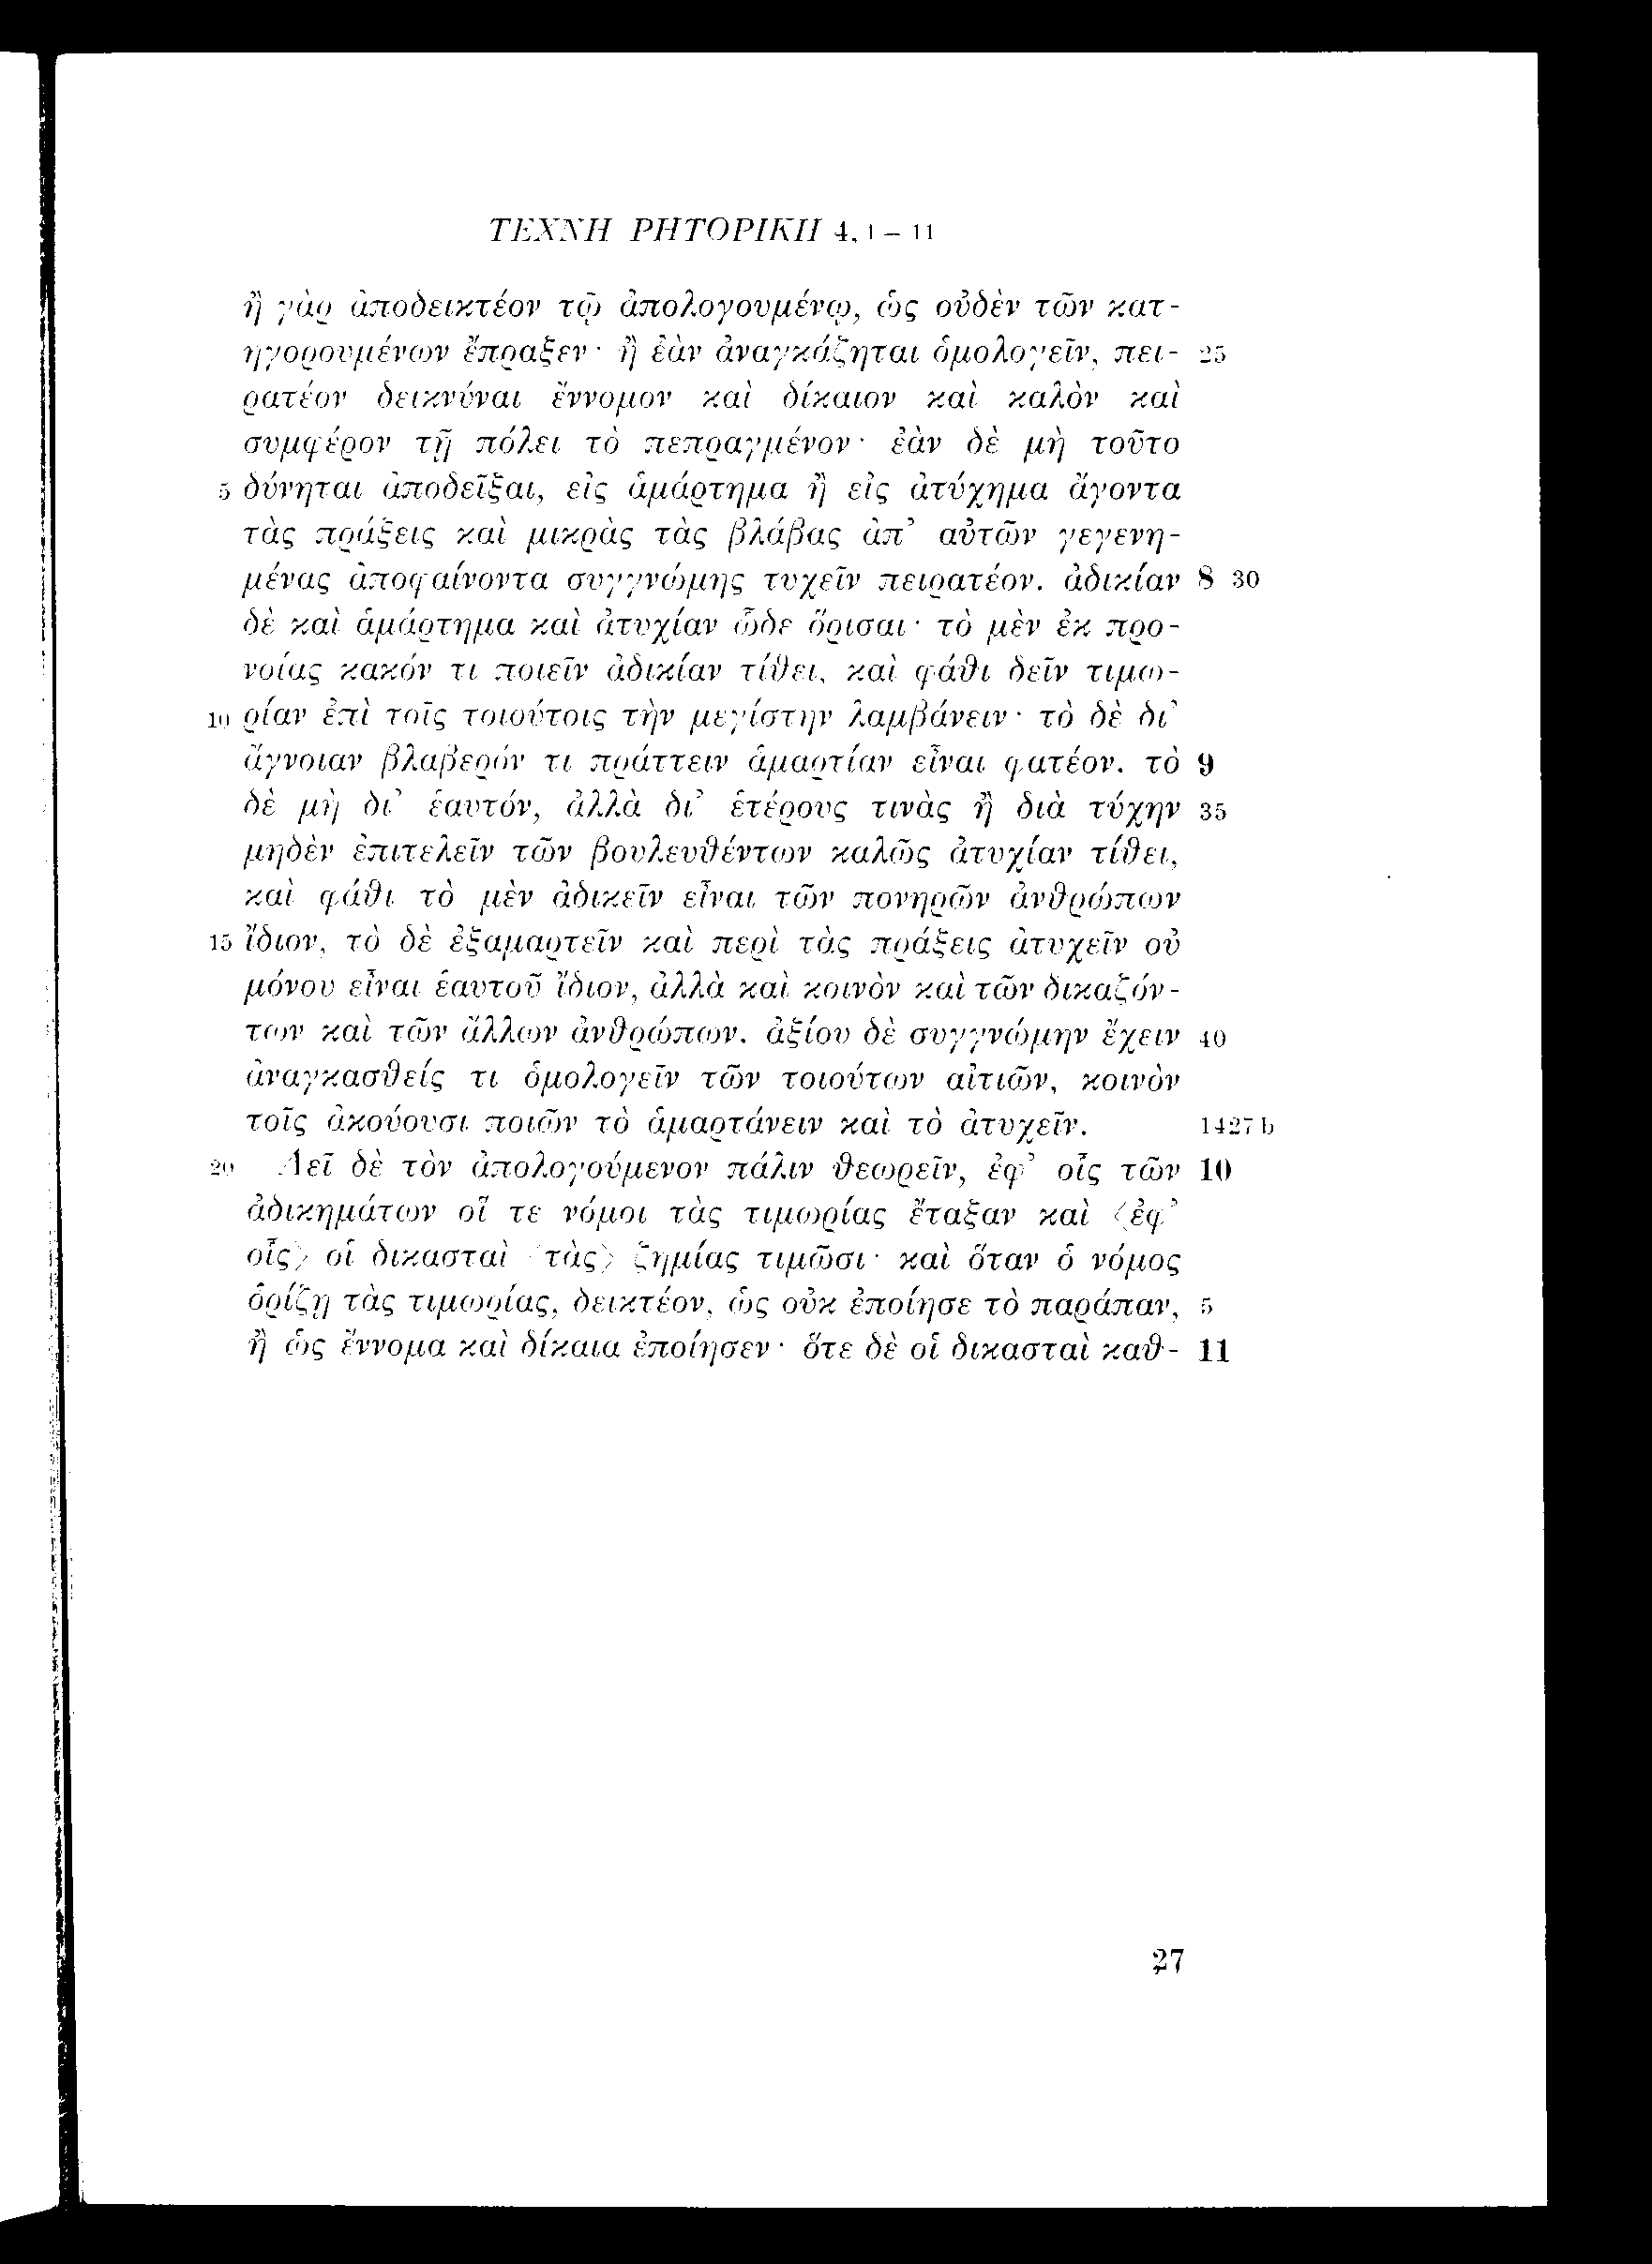 ΤΕΧΝΗ ΡΗΤΟΡΙΚΗ 4, 1 – 11
ἢ γὰρ ἀποδεικτέον τῷ ἀπολογουμένῳ, ὡς οὐδὲν τῶν κατ-
ηγορουμένων ἔπραξεν· ἢ ἐὰν ἀναγκάζηται ὁμολογεῖν, πει- 25
ρατέον δεικνύναι ἔννομον καὶ δίκαιον καὶ καλὸν καὶ
συμφέρον τῇ πόλει τὸ πεπραγμένον· ἐὰν δὲ μὴ τοῦτο
5 δύνηται ἀποδεῖξαι, εἰς ἁμάρτημα ἢ εἰς ἀτύχημα ἄγοντα
τὰς πράξεις καὶ μικρὰς τὰς βλάβας ἀπ’ αὐτῶν γεγενη-
μένας ἀποφαίνοντα συγγνώμης τυχεῖν πειρατέον. ἀδικίαν 8 30
δὲ καὶ ἁμάρτημα καὶ ἀτυχίαν ὧδε ὅρισαι· τὸ μὲν ἐκ προ-
νοίας κακόν τι ποιεῖν ἀδικίαν τίθει, καὶ φάθι δεῖν τιμω-
10 ρίαν ἐπὶ τοῖς τοιούτοις τὴν μεγίστην λαμβάνειν· τὸ δὲ δι’
ἄγνοιαν βλαβερόν τι πράττειν ἁμαρτίαν εἶναι φατέον. τὸ 9
δὲ μὴ δι’ ἑαυτόν, ἀλλὰ δι’ ἑτέρους τινὰς ἢ διὰ τύχην 35
μηδὲν ἐπιτελεῖν τῶν βουλευθέντων καλῶς ἀτυχίαν τίθει,
καὶ φάθι τὸ μὲν ἀδικεῖν εἶναι τῶν πονηρῶν ἀνθρώπων
15 ἴδιον, τὸ δὲ ἐξαμαρτεῖν καὶ περὶ τὰς πράξεις ἀτυχεῖν οὐ
μόνου εἶναι ἑαυτοῦ ἴδιον, ἀλλὰ καὶ κοινὸν καὶ τῶν δικαζόν-
των καὶ τῶν ἄλλων ἀνθρώπων. ἀξίου δὲ συγγνώμην ἔχειν 40
ἀναγκασθείς τι ὁμολογεῖν τῶν τοιούτων αἰτιῶν, κοινὸν
τοῖς ἀκούουσι ποιῶν τὸ ἁμαρτάνειν καὶ τὸ ἀτυχεῖν. 1427 b
20 Δεῖ δὲ τὸν ἀπολογούμενον πάλιν θεωρεῖν, ἐφ’ οἷς τῶν 10
ἀδικημάτων οἵ τε νόμοι τὰς τιμωρίας ἔταξαν καὶ ⟨ἐφ’
οἷς⟩ οἱ δικασταὶ ⟨τὰς⟩ ζημίας τιμῶσι· καὶ ὅταν ὁ νόμος
ὁρίζῃ τὰς τιμωρίας, δεικτέον, ὡς οὐκ ἐποίησε τὸ παράπαν, 5
ἢ ὡς ἔννομα καὶ δίκαια ἐποίησεν· ὅτε δὲ οἱ δικασταὶ καθ- 11
27